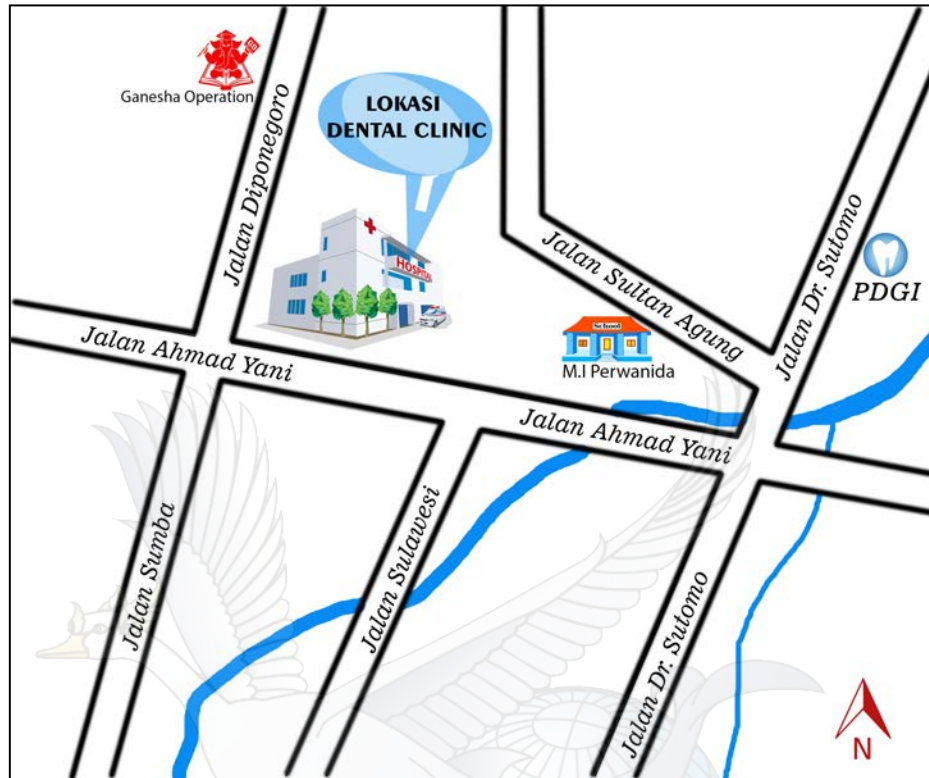 GO
Ganesha Operation
LOKASI
DENTAL CLINIC
Jalan Diponegoro
HOSPITAL
Jalan Sultan Agung
Jalan Dr. Sutomo
PDGI
School
M.I Perwanida
Jalan Ahmad Yani
Jalan Ahmad Yani
Jalan Sumba
Jalan Sulawesi
Jalan Dr. Sutomo
N